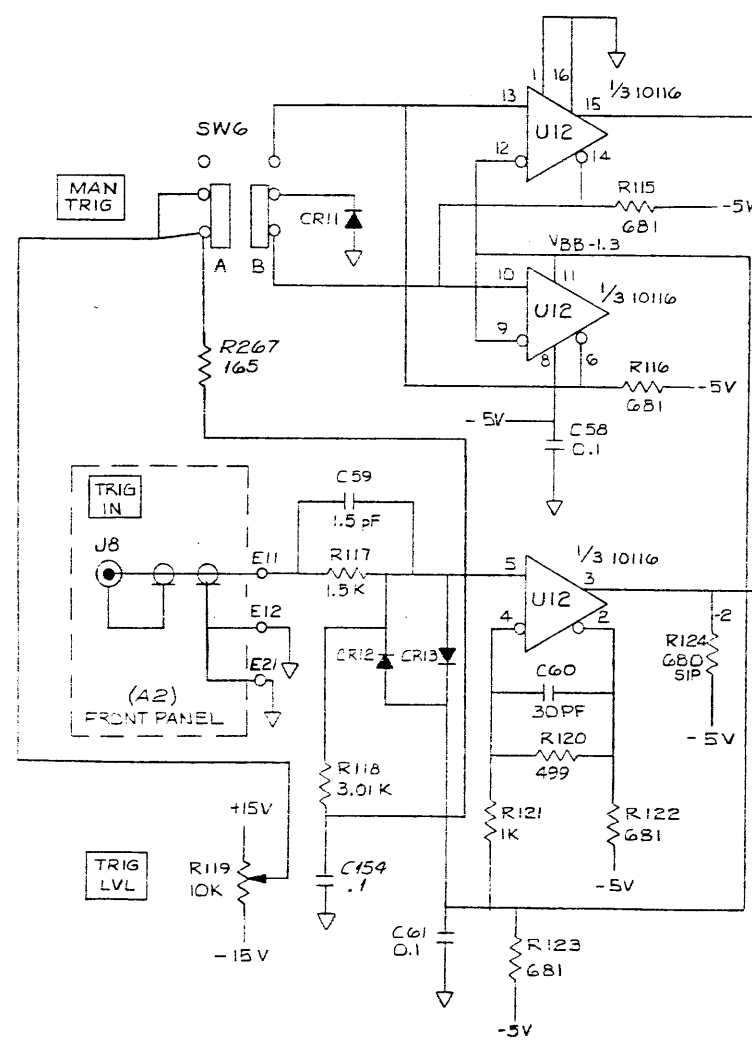 1
16
1/3 10116
15
13
U12
SW6
12
14
MAN
TRIG
CR11
R115
681
-5V
A
B
VBB -1.3
10
11
1/3 10116
U12
9
8
6
R267
165
R116
681
-5V
-5V
C58
0.1
TRIG
IN
C59
1.5 pF
J8
E11
R117
1.5K
5
1/3 10116
U12
3
4
2
-2
E12
CR12
CR13
R124
680
SIP
E21
C60
30PF
(A2)
FRONT PANEL
-5V
R120
499
R118
3.01K
R121
1K
R122
681
+15V
TRIG
LVL
R119
10K
C154
.1
-5V
-15V
C61
0.1
R123
681
-5V